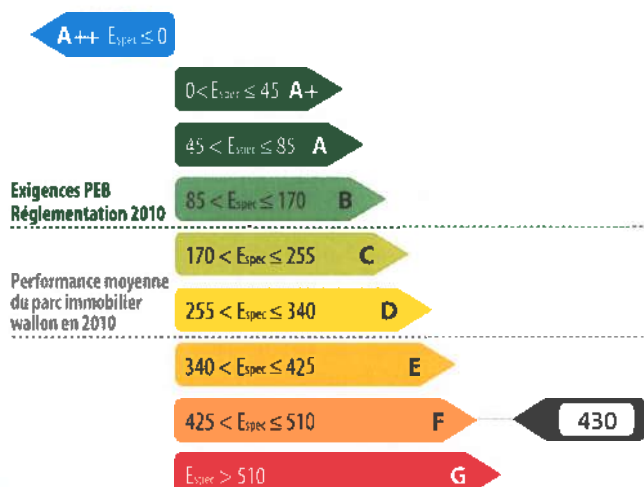 A++ Espec ≤ 0
0 < Espec ≤ 45 A+
45 < Espec ≤ 85 A
Exigences PEB
Réglementation 2010
85 < Espec ≤ 170 B
170 < Espec ≤ 255 C
Performance moyenne
du parc immobilier
wallon en 2010
255 < Espec ≤ 340 D
340 < Espec ≤ 425 E
425 < Espec ≤ 510 F
430
Espec > 510 G